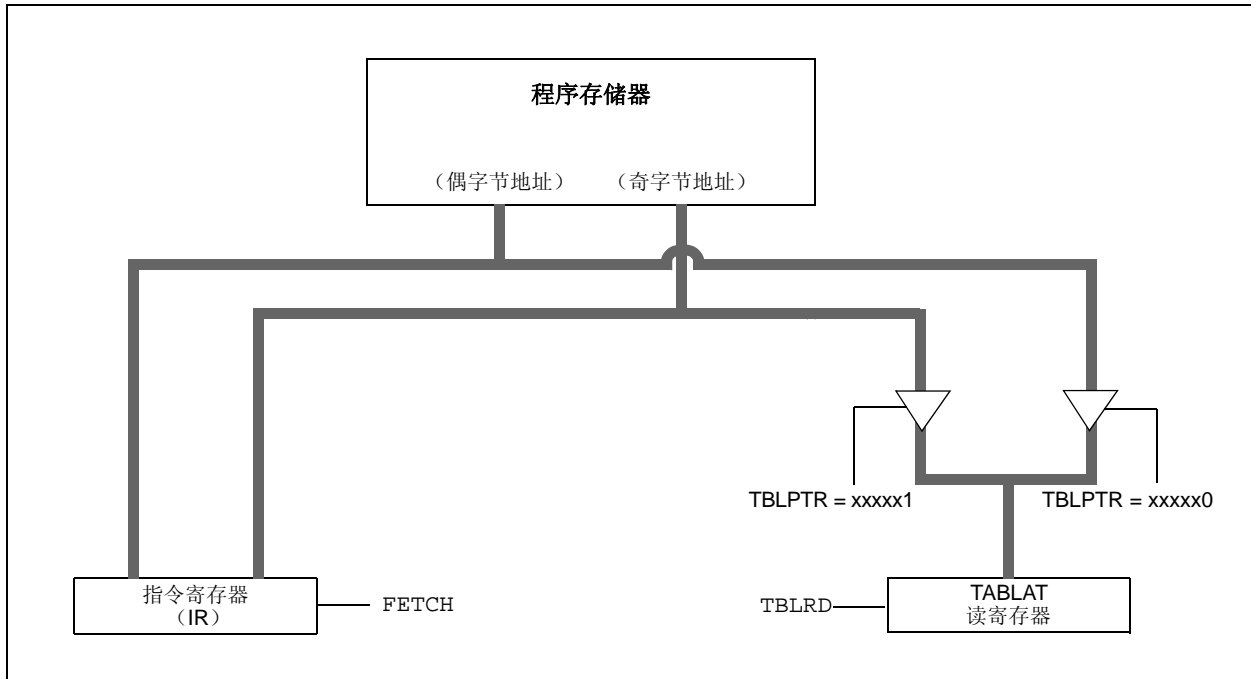 程序存储器
（偶字节地址） （奇字节地址）
TBLPTR = xxxxx1
TBLPTR = xxxxx0
指令寄存器
（IR）
FETCH
TBLRD
TABLAT
读寄存器